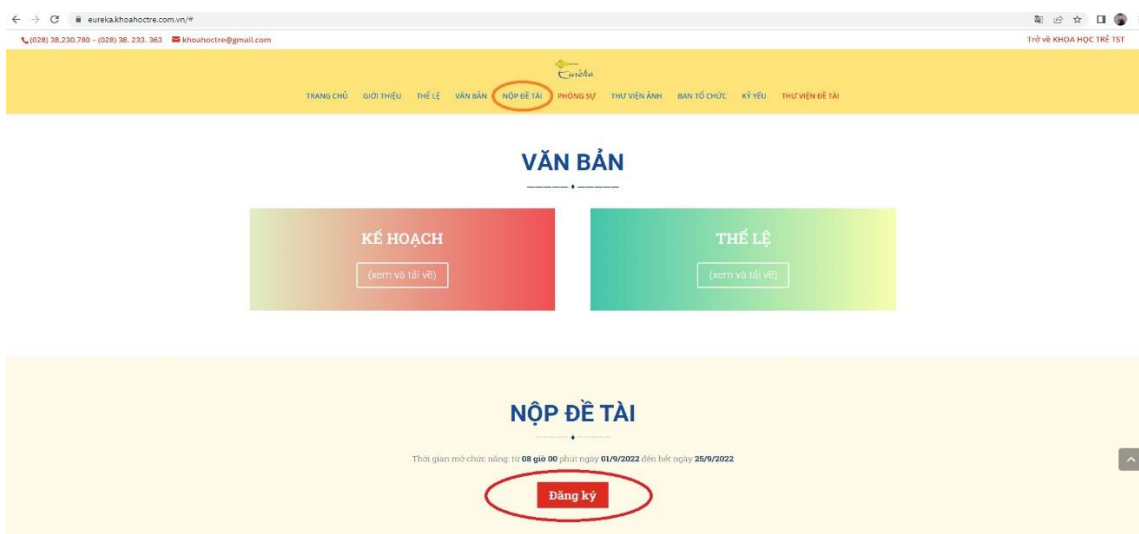 eureka.khoahoctre.com.vn/#
(028) 38.230.780 - (028) 38. 233. 363 khoahoctre@gmail.com Trở về KHOA HỌC TRẺ TST
Eureka
TRANG CHỦ GIỚI THIỆU THỂ LỆ VĂN BẢN NỘP ĐỀ TÀI PHÓNG SỰ THƯ VIỆN ẢNH BAN TỔ CHỨC KỶ YẾU THƯ VIỆN ĐỀ TÀI
VĂN BẢN
KẾ HOẠCH THỂ LỆ
(xem và tải về) (xem và tải về)
NỘP ĐỀ TÀI
Thời gian mở chức năng: từ 08 giờ 00 phút ngày 01/9/2022 đến hết ngày 25/9/2022
Đăng ký